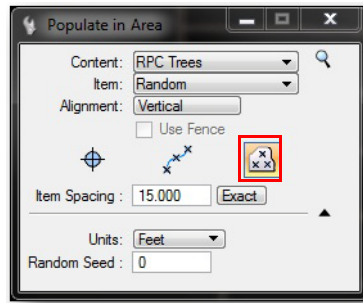 Populate in Area
Content: RPC Trees
Item: Random
Alignment: Vertical
Use Fence
Item Spacing : 15.000 Exact
Units: Feet
Random Seed : 0